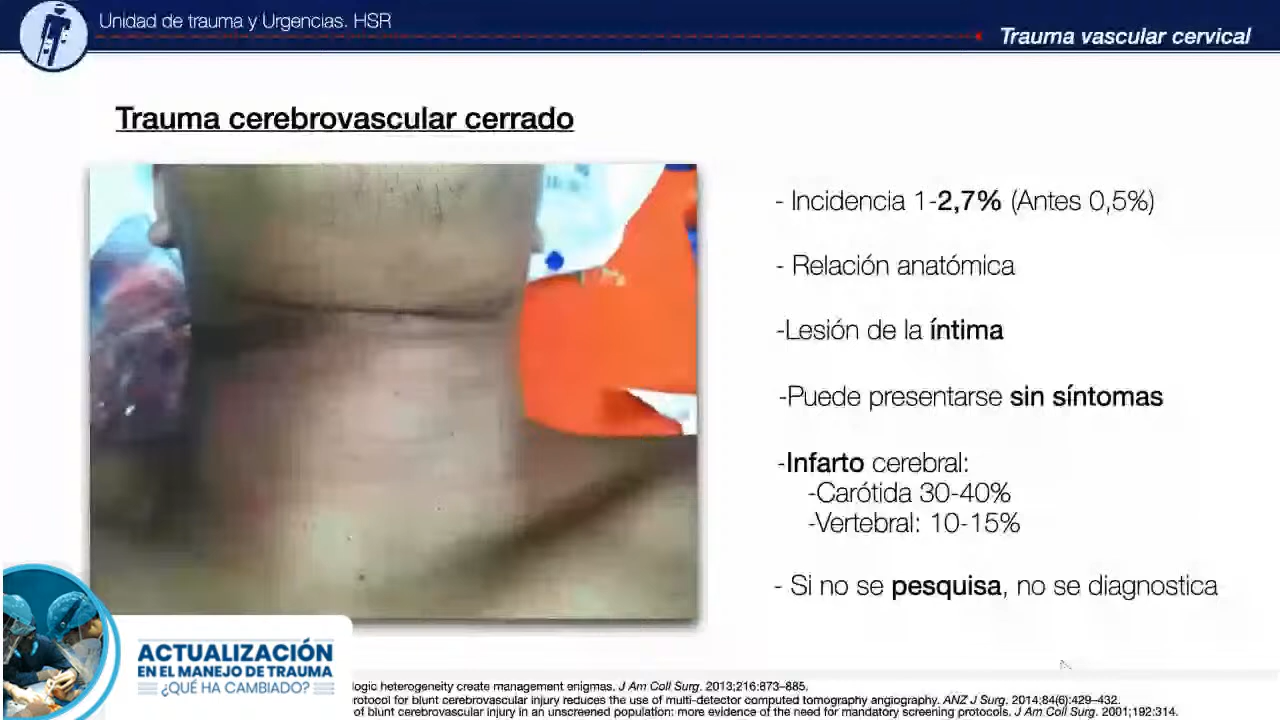 Unidad de trauma y Urgencias. HSR
Trauma vascular cervical
Trauma cerebrovascular cerrado
- Incidencia 1-2,7% (Antes 0,5%)
- Relación anatómica
-Lesión de la íntima
-Puede presentarse sin síntomas
-Infarto cerebral:
-Carótida 30-40%
-Vertebral: 10-15%
- Si no se pesquisa, no se diagnostica
ACTUALIZACIÓN
EN EL MANEJO DE TRAUMA
¿QUÉ HA CAMBIADO?
heterogeneity create management enigmas. J Am Coll Surg. 2013;216:873–885.
for blunt cerebrovascular injury reduces the use of multi-detector computed tomography angiography. ANZ J Surg. 2014;84(6):429–432.
of blunt cerebrovascular injury in an unscreened population: more evidence of the need for mandatory screening protocols. J Am Coll Surg. 2001;192:314.